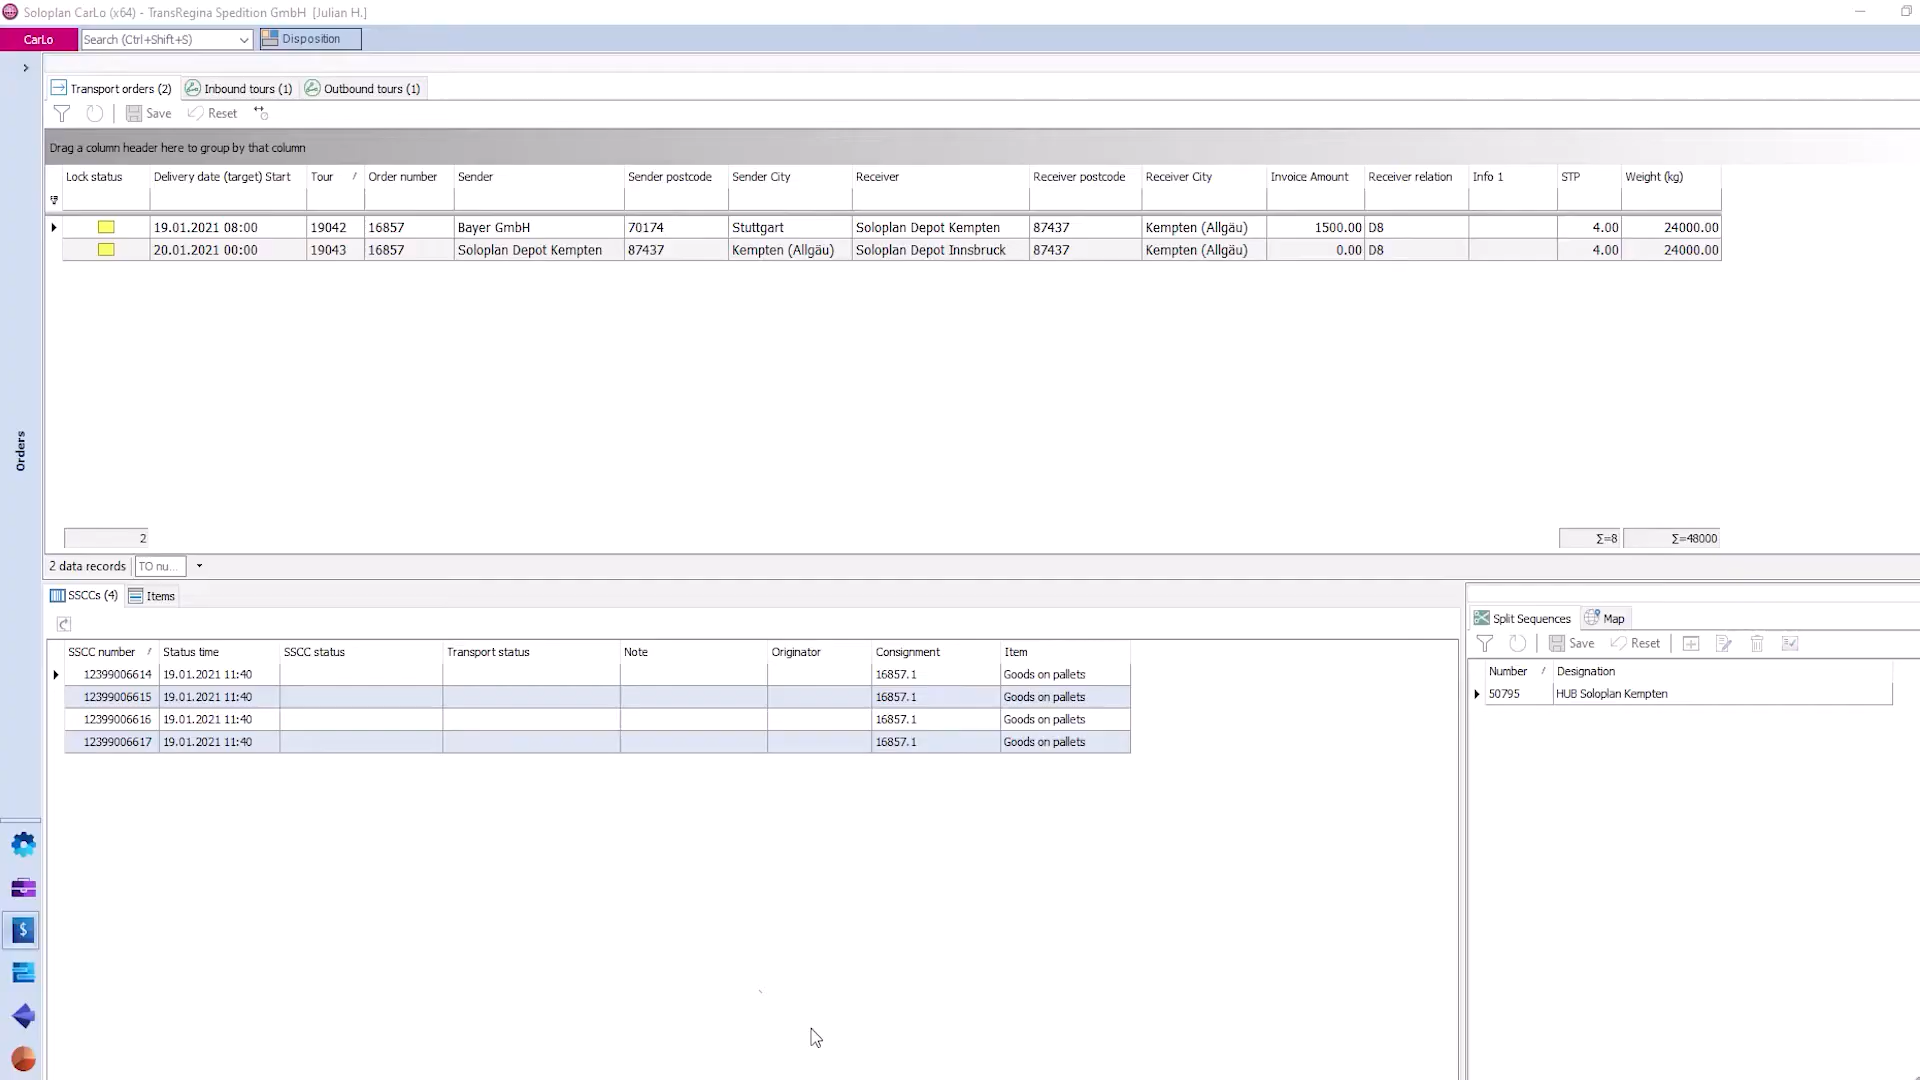 Soloplan CarLo (x64) - TransRegina Spedition GmbH [Julian H.]
CarLo Search (Ctrl+Shift+S) Disposition
Transport orders (2) Inbound tours (1) Outbound tours (1)
Save Reset
Drag a column header here to group by that column
Lock status Delivery date (target) Start Tour Order number Sender Sender postcode Sender City Receiver Receiver postcode Receiver City Invoice Amount Receiver relation Info 1 STP Weight (kg)
19.01.2021 08:00 19042 16857 Bayer GmbH 70174 Stuttgart Soloplan Depot Kempten 87437 Kempten (Allgäu) 1500.00 D8 4.00 24000.00
20.01.2021 00:00 19043 16857 Soloplan Depot Kempten 87437 Kempten (Allgäu) Soloplan Depot Innsbruck 87437 Kempten (Allgäu) 0.00 D8 4.00 24000.00
Orders
2 Σ=8 Σ=48000
2 data records TO nu...
SSCCs (4) Items
SSCC number Status time SSCC status Transport status Note Originator Consignment Item
12399006614 19.01.2021 11:40 16857.1 Goods on pallets
12399006615 19.01.2021 11:40 16857.1 Goods on pallets
12399006616 19.01.2021 11:40 16857.1 Goods on pallets
12399006617 19.01.2021 11:40 16857.1 Goods on pallets
Split Sequences Map
Save Reset
Number Designation
50795 HUB Soloplan Kempten